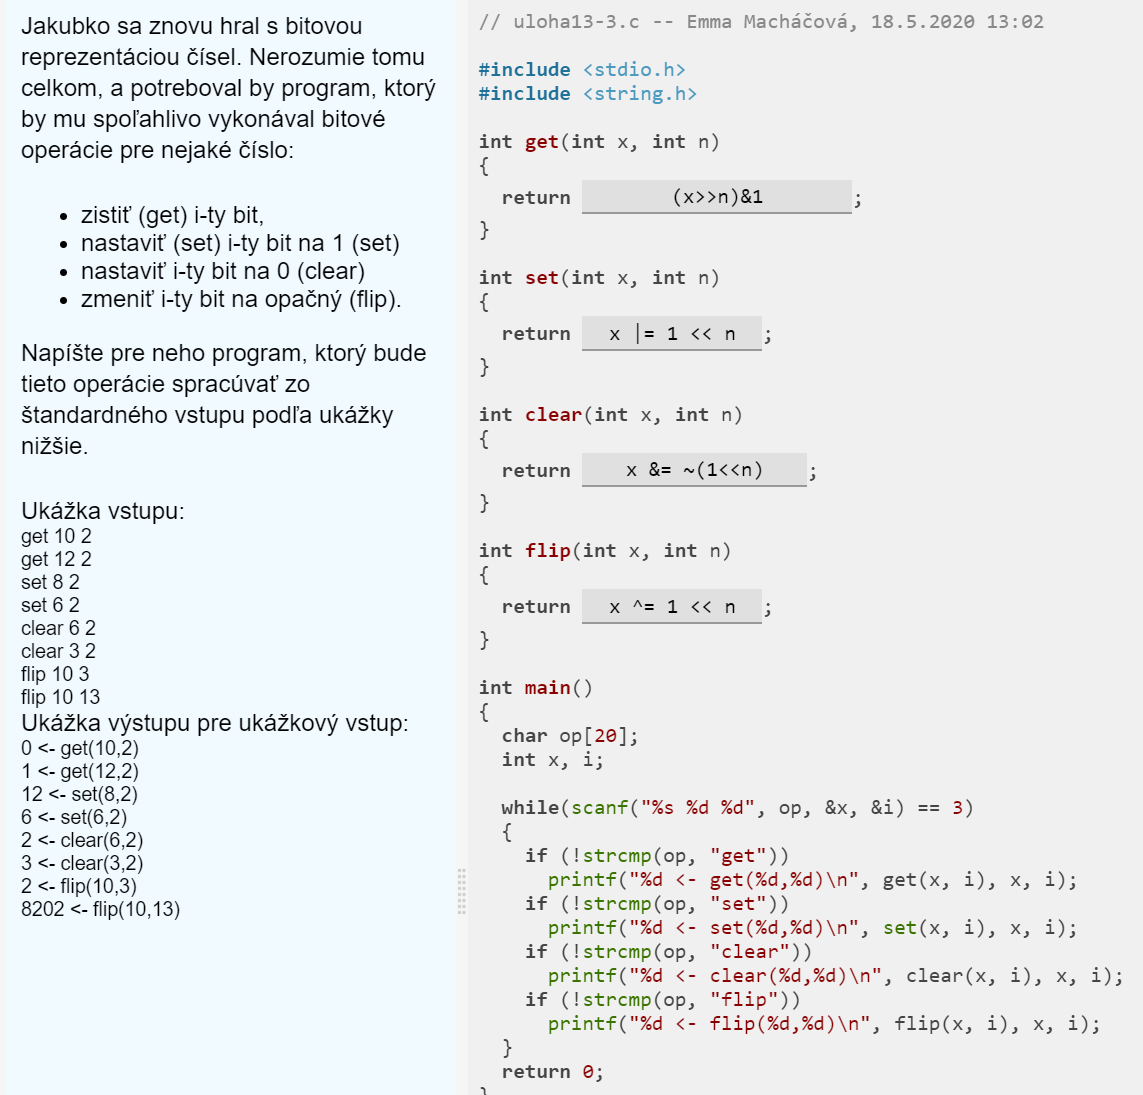 Jakubko sa znovu hral s bitovou
reprezentáciou čísel. Nerozumie tomu
celkom, a potreboval by program, ktorý
by mu spoľahlivo vykonával bitové
operácie pre nejaké číslo:
• zistiť (get) i-ty bit,
• nastaviť (set) i-ty bit na 1 (set)
• nastaviť i-ty bit na 0 (clear)
• zmeniť i-ty bit na opačný (flip).
Napíšte pre neho program, ktorý bude
tieto operácie spracúvať zo
štandardného vstupu podľa ukážky
nižšie.
Ukážka vstupu:
get 10 2
get 12 2
set 8 2
set 6 2
clear 6 2
clear 3 2
flip 10 3
flip 10 13
Ukážka výstupu pre ukážkový vstup:
0 <- get(10,2)
1 <- get(12,2)
12 <- set(8,2)
6 <- set(6,2)
2 <- clear(6,2)
3 <- clear(3,2)
2 <- flip(10,3)
8202 <- flip(10,13)
// uloha13-3.c -- Emma Macháčová, 18.5.2020 13:02
#include <stdio.h>
#include <string.h>
int get(int x, int n)
{
return (x>>n)&1 ;
}
int set(int x, int n)
{
return x |= 1 << n ;
}
int clear(int x, int n)
{
return x &= ~(1<<n) ;
}
int flip(int x, int n)
{
return x ^= 1 << n ;
}
int main()
{
char op[20];
int x, i;
while(scanf("%s %d %d", op, &x, &i) == 3)
{
if (!strcmp(op, "get"))
printf("%d <- get(%d,%d)\n", get(x, i), x, i);
if (!strcmp(op, "set"))
printf("%d <- set(%d,%d)\n", set(x, i), x, i);
if (!strcmp(op, "clear"))
printf("%d <- clear(%d,%d)\n", clear(x, i), x, i);
if (!strcmp(op, "flip"))
printf("%d <- flip(%d,%d)\n", flip(x, i), x, i);
}
return 0;
}